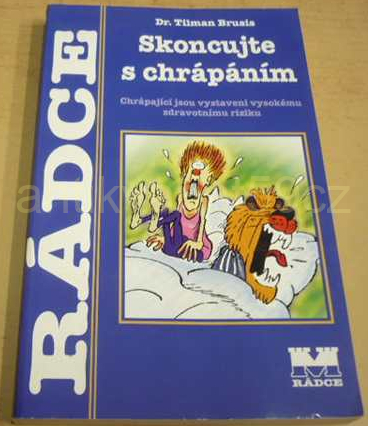 Dr. Tilman Brusis
Skoncujte
s chrápáním
Chrápající jsou vystaveni vysokému
zdravotnímu riziku
RÁDCE
M
RÁDCE